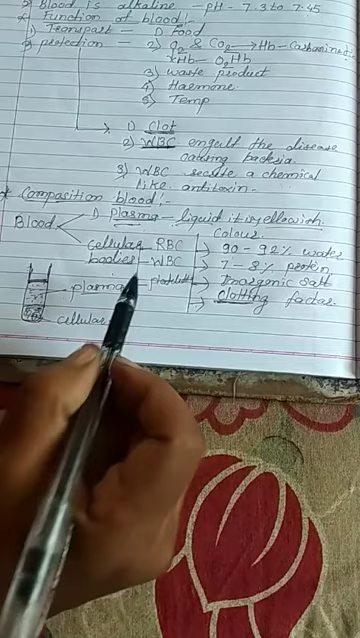 > Blood is alkaline - pH - 7.3 to 7.45
* Function of blood :-
1) Transport - 1) Food
2) protection - 2) O2 & CO2 → Hb - Carbamino
Hb - O2Hb
3) waste product
4) Harmone
5) Temp
→ 1) Clot
2) WBC engulf the disease
causing
3) WBC secrete a chemical
like antitoxin -
* Composition blood :-
Blood 1) Plasma - liquid it is yellowish
Colour
cellular - RBC → 90 - 92% water
bodies - WBC → 7 - 8% protin
plasma - platelet → Inorganic salt
→ Clotting factor
cellular